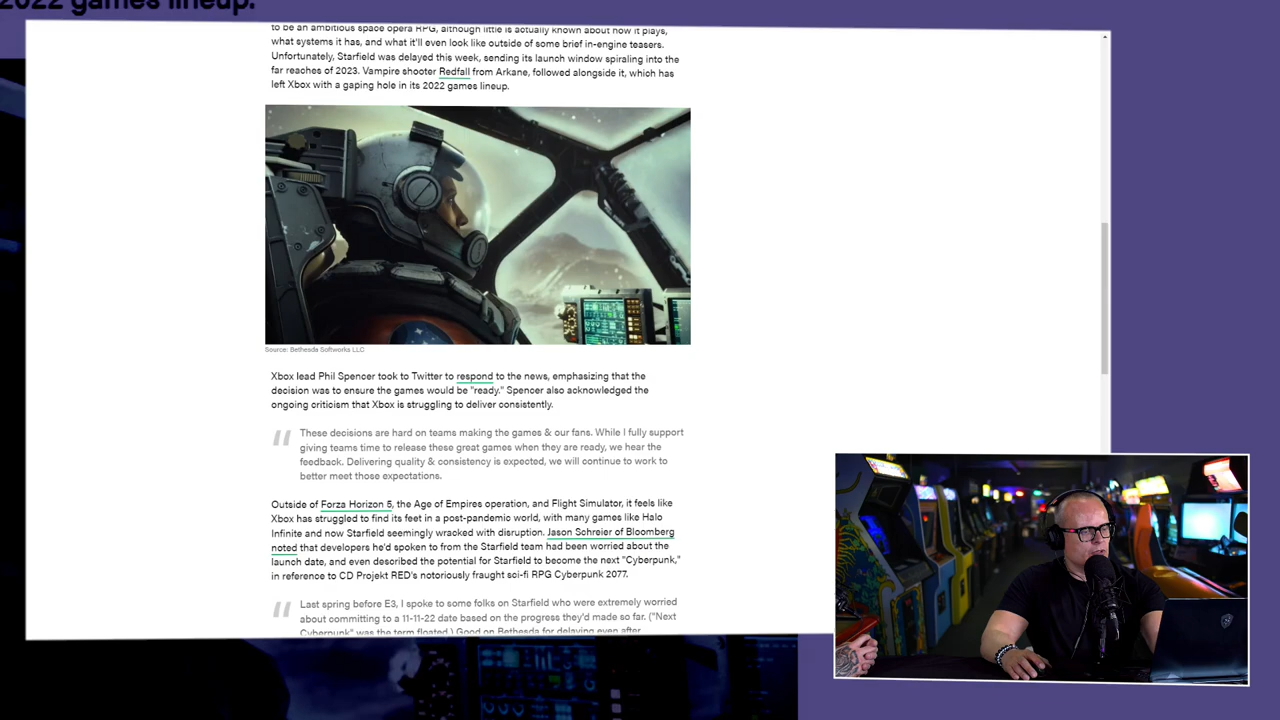 2022 games lineup.
to be an ambitious space opera RPG, although little is actually known about how it plays,
what systems it has, and what it'll even look like outside of some brief in-engine teasers.
Unfortunately, Starfield was delayed this week, sending its launch window spiraling into the
far reaches of 2023. Vampire shooter Redfall from Arkane, followed alongside it, which has
left Xbox with a gaping hole in its 2022 games lineup.
Source: Bethesda Softworks LLC
Xbox lead Phil Spencer took to Twitter to respond to the news, emphasizing that the
decision was to ensure the games would be "ready." Spencer also acknowledged the
ongoing criticism that Xbox is struggling to deliver consistently.
These decisions are hard on teams making the games & our fans. While I fully support
giving teams time to release these great games when they are ready, we hear the
feedback. Delivering quality & consistency is expected, we will continue to work to
better meet those expectations.
Outside of Forza Horizon 5, the Age of Empires operation, and Flight Simulator, it feels like
Xbox has struggled to find its feet in a post-pandemic world, with many games like Halo
Infinite and now Starfield seemingly wracked with disruption. Jason Schreier of Bloomberg
noted that developers he'd spoken to from the Starfield team had been worried about the
launch date, and even described the potential for Starfield to become the next "Cyberpunk,"
in reference to CD Projekt RED's notoriously fraught sci-fi RPG Cyberpunk 2077.
Last spring before E3, I spoke to some folks on Starfield who were extremely worried
about committing to a 11-11-22 date based on the progress they'd made so far. ("Next
Cyberpunk" was the term floated.) Good on Bethesda for delaying even after